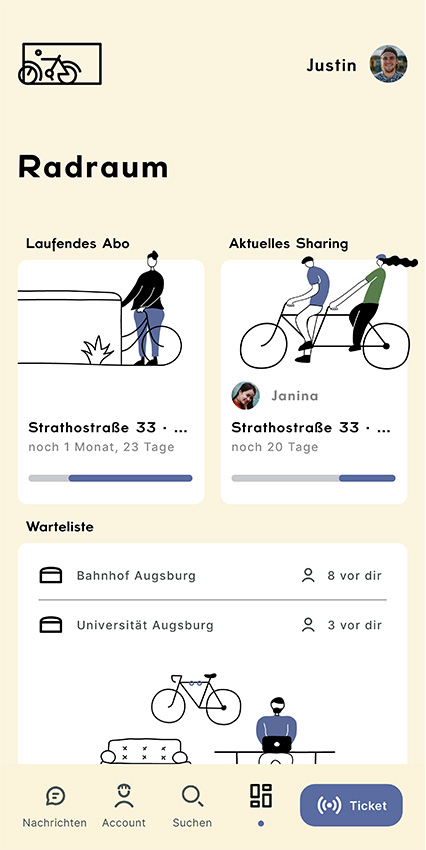 Justin
Radraum
Laufendes Abo
Aktuelles Sharing
Janina
Strathostraße 33 · ...
noch 1 Monat, 23 Tage
Strathostraße 33 · ...
noch 20 Tage
Warteliste
Bahnhof Augsburg 8 vor dir
Universität Augsburg 3 vor dir
Nachrichten Account Suchen Ticket